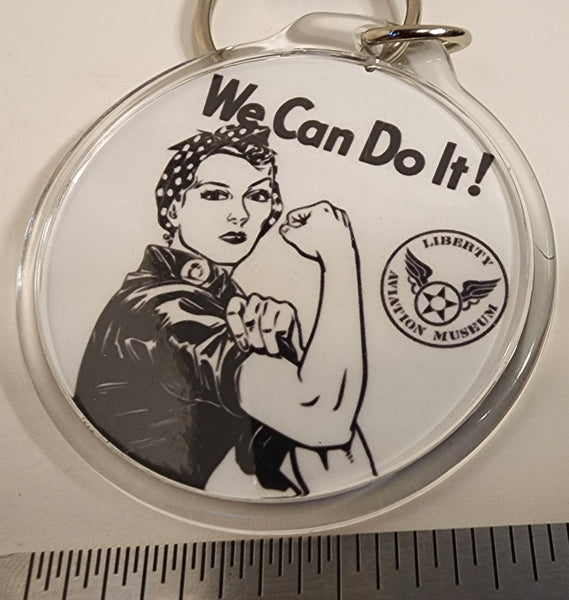 We Can Do It!
LIBERTY
AVIATION MUSEUM